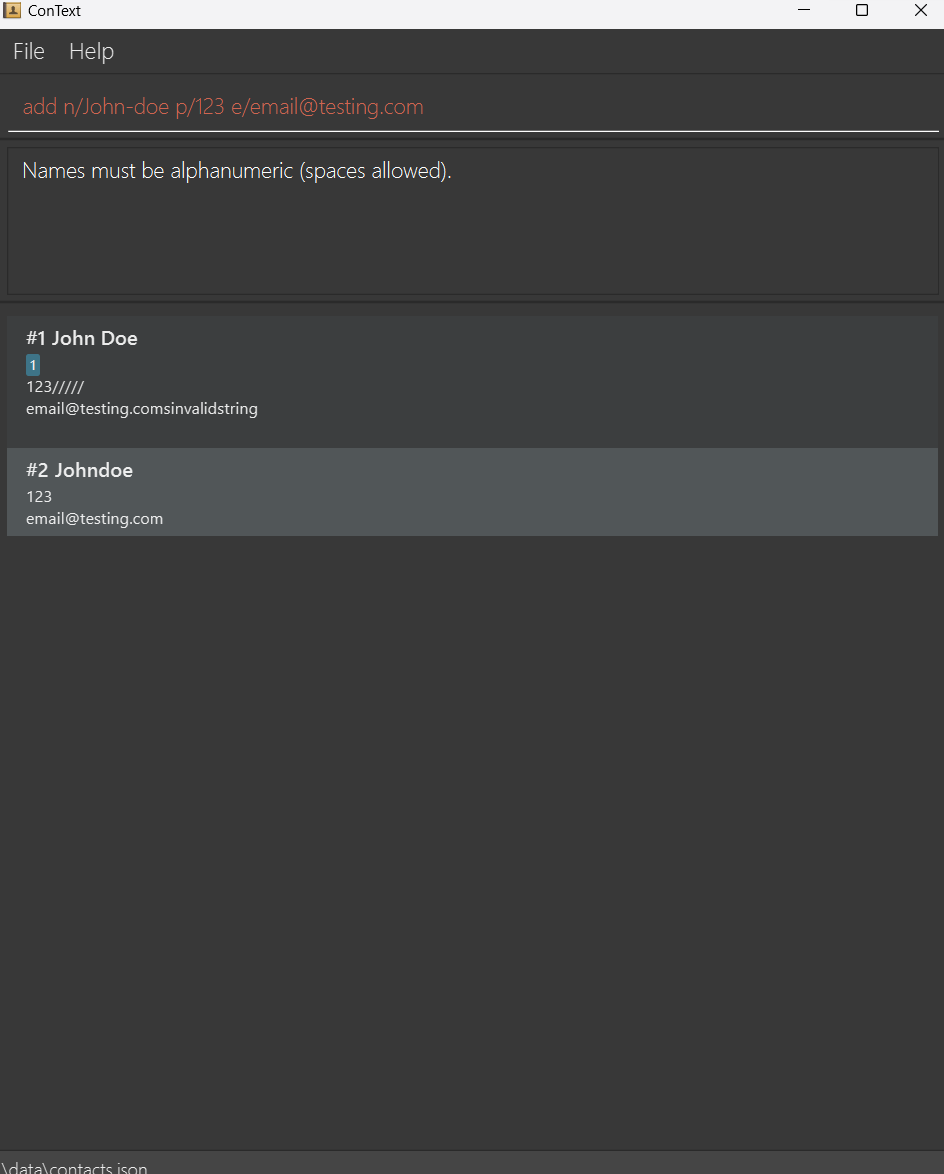 ConText
File Help
add n/John-doe p/123 e/email@testing.com
Names must be alphanumeric (spaces allowed).
#1 John Doe
1
123/////
email@testing.comsinvalidstring
#2 Johndoe
123
email@testing.com
\data\contacts.json